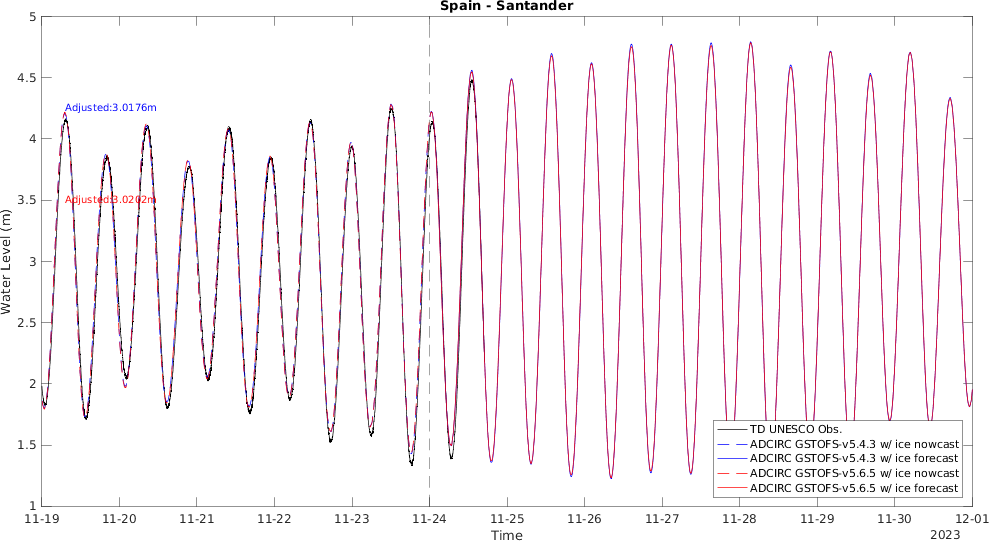 Spain - Santander
5
4.5
4
3.5
3
2.5
2
1.5
1
Water Level (m)
Adjusted:3.0176m
Adjusted:3.0202m
TD UNESCO Obs.
ADCIRC GSTOFS-v5.4.3 w/ ice nowcast
ADCIRC GSTOFS-v5.4.3 w/ ice forecast
ADCIRC GSTOFS-v5.6.5 w/ ice nowcast
ADCIRC GSTOFS-v5.6.5 w/ ice forecast
11-19 11-20 11-21 11-22 11-23 11-24 11-25 11-26 11-27 11-28 11-29 11-30 12-01
Time
2023